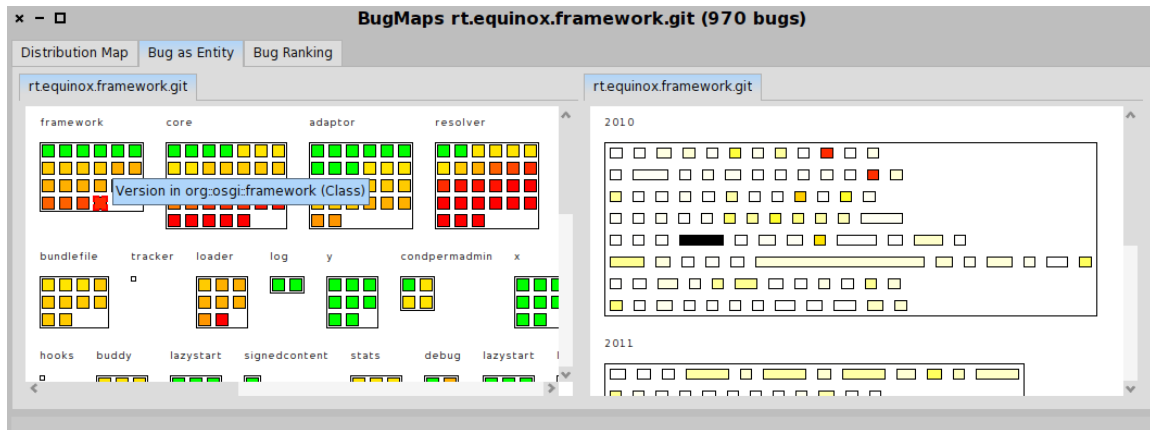 BugMaps rt.equinox.framework.git (970 bugs)
Distribution Map Bug as Entity Bug Ranking
rt.equinox.framework.git
framework core adaptor resolver
Version in org::osgi::framework (Class)
bundlefile tracker loader log y condpermadmin x
hooks buddy lazystart signedcontent stats debug lazystart
rt.equinox.framework.git
2010
2011